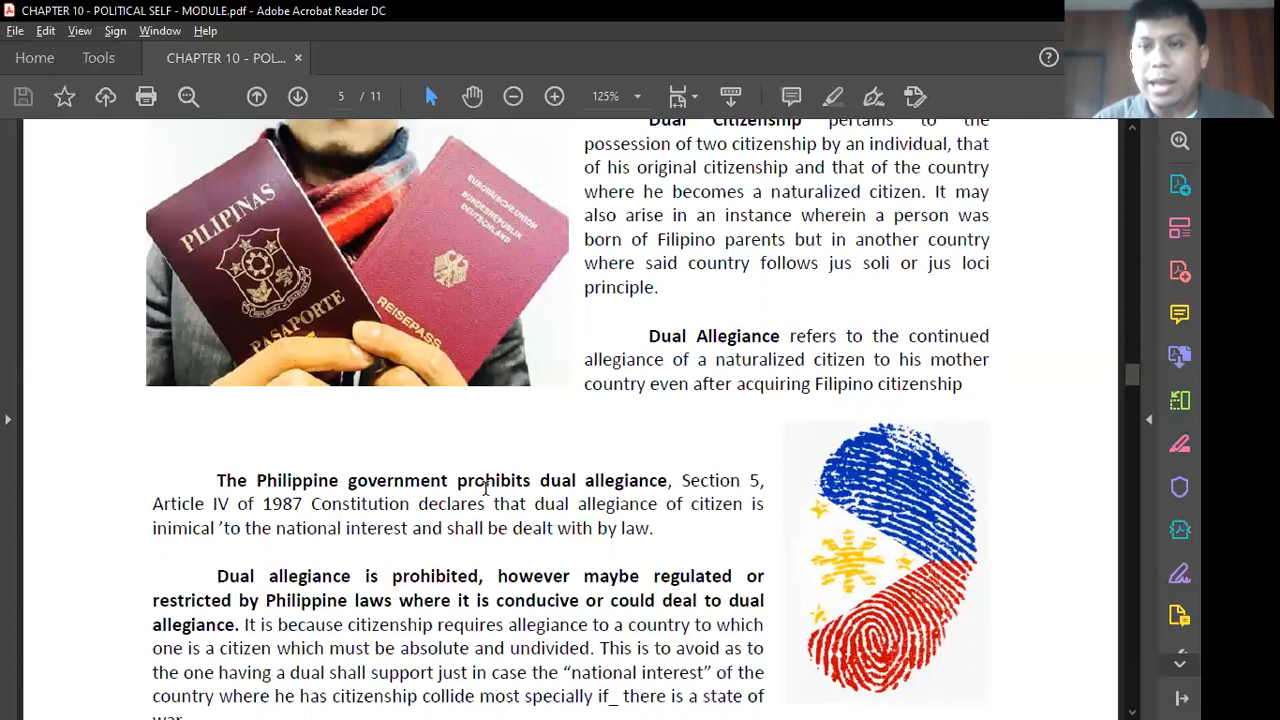 CHAPTER 10 - POLITICAL SELF - MODULE.pdf - Adobe Acrobat Reader DC
File Edit View Sign Window Help
Home Tools CHAPTER 10 - POL... ×
5 / 11 125%
Dual Citizenship pertains to the
possession of two citizenship by an individual, that
of his original citizenship and that of the country
where he becomes a naturalized citizen. It may
also arise in an instance wherein a person was
born of Filipino parents but in another country
where said country follows jus soli or jus loci
principle.
PILIPINAS
PASAPORTE
EUROPÄISCHE UNION
BUNDESREPUBLIK
DEUTSCHLAND
REISEPASS
Dual Allegiance refers to the continued
allegiance of a naturalized citizen to his mother
country even after acquiring Filipino citizenship
The Philippine government prohibits dual allegiance, Section 5,
Article IV of 1987 Constitution declares that dual allegiance of citizen is
inimical ’to the national interest and shall be dealt with by law.
Dual allegiance is prohibited, however maybe regulated or
restricted by Philippine laws where it is conducive or could deal to dual
allegiance. It is because citizenship requires allegiance to a country to which
one is a citizen which must be absolute and undivided. This is to avoid as to
the one having a dual shall support just in case the “national interest” of the
country where he has citizenship collide most specially if_ there is a state of
war